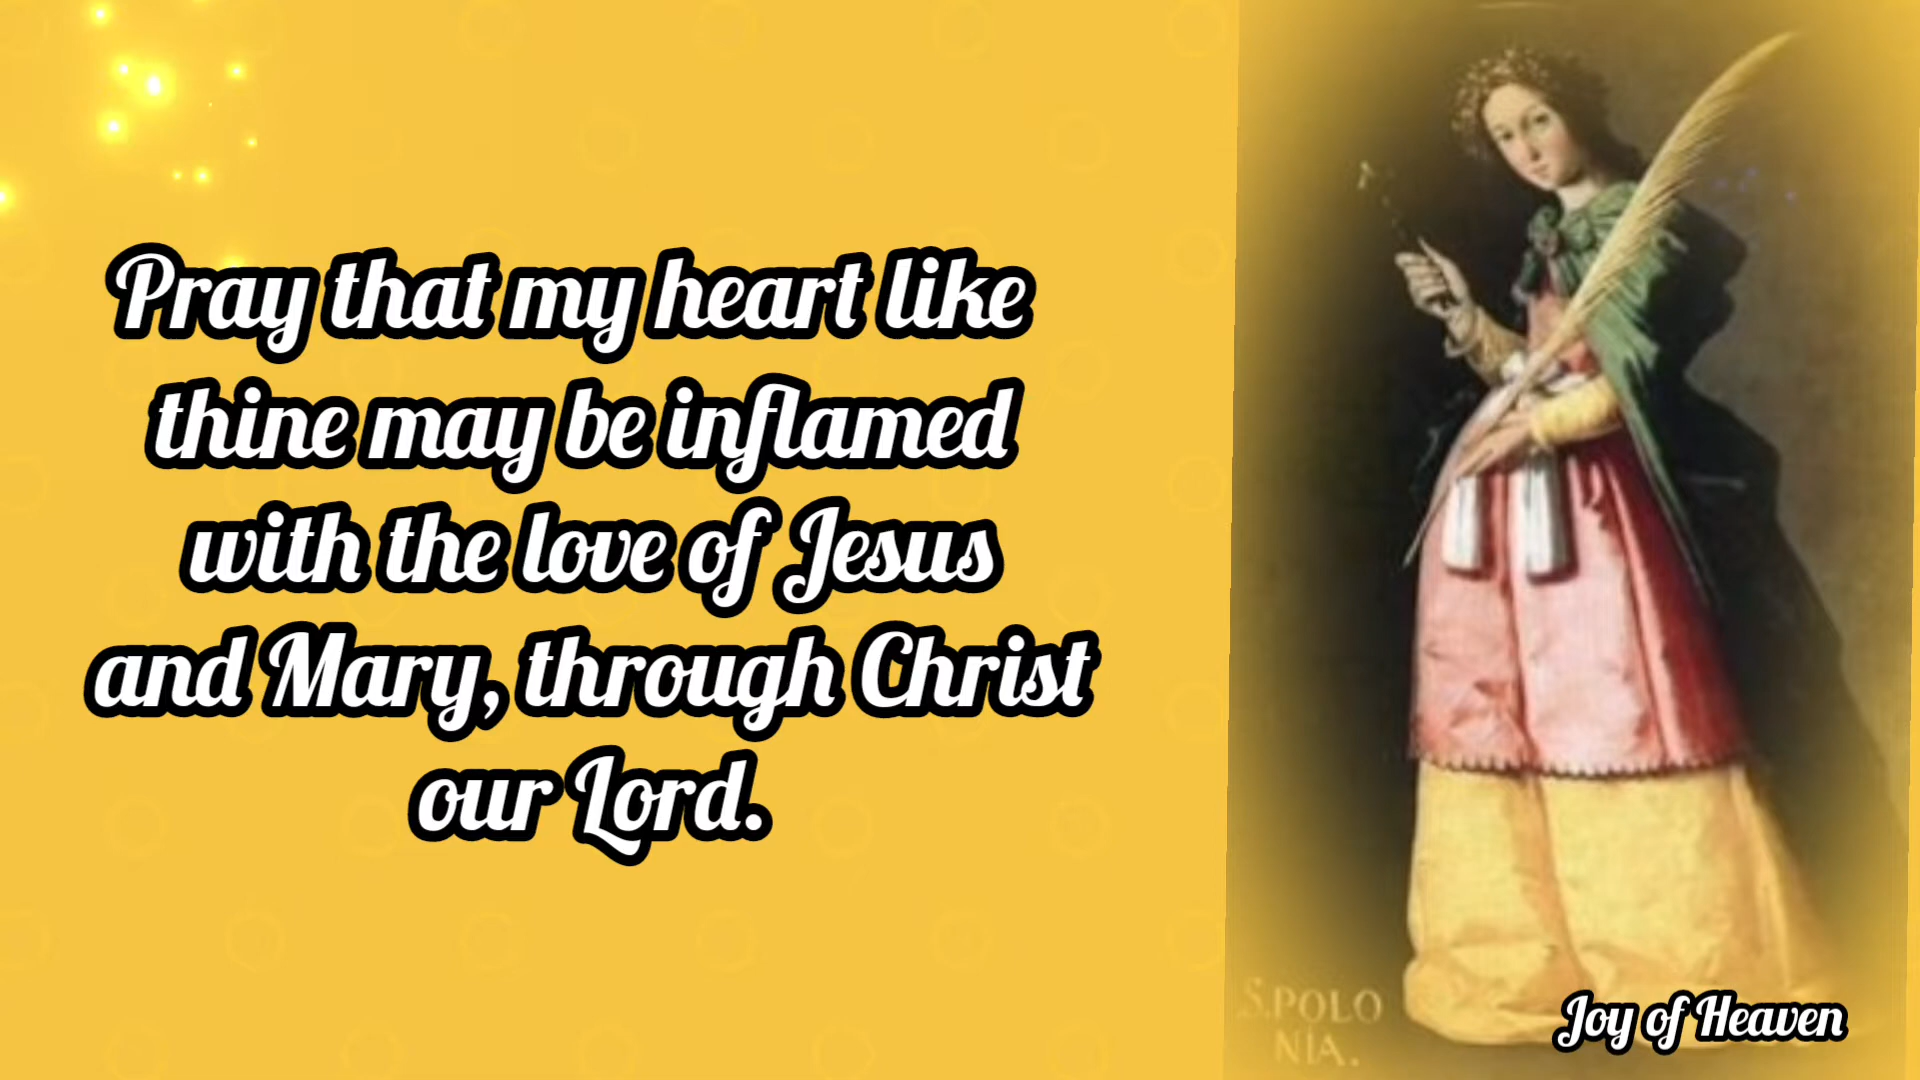 Pray that my heart like
thine may be inflamed
with the love of Jesus
and Mary, through Christ
our Lord.
S.POLO
NIA.
Joy of Heaven